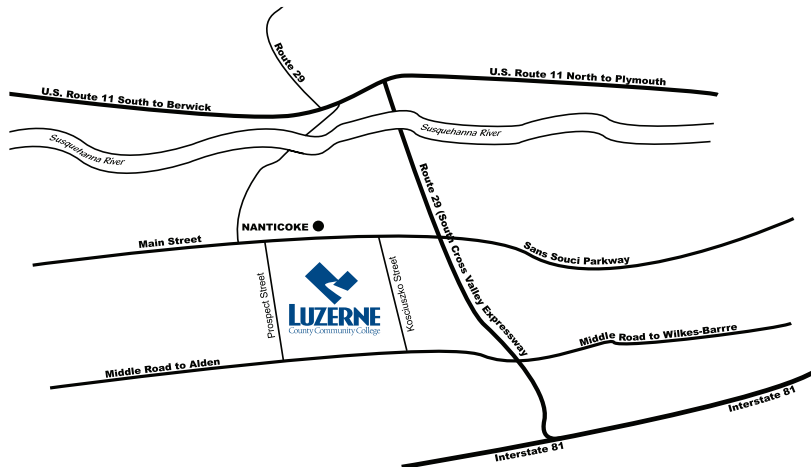 Route 29
U.S. Route 11 North to Plymouth
U.S. Route 11 South to Berwick
Susquehanna River
Susquehanna River
Route 29 (South Cross Valley Expressway
NANTICOKE
Main Street
Sans Souci Parkway
Prospect Street
Kosciuszko Street
LUZERNE
County Community College
Middle Road to Wilkes-Barrre
Middle Road to Alden
Interstate 81
Interstate 81